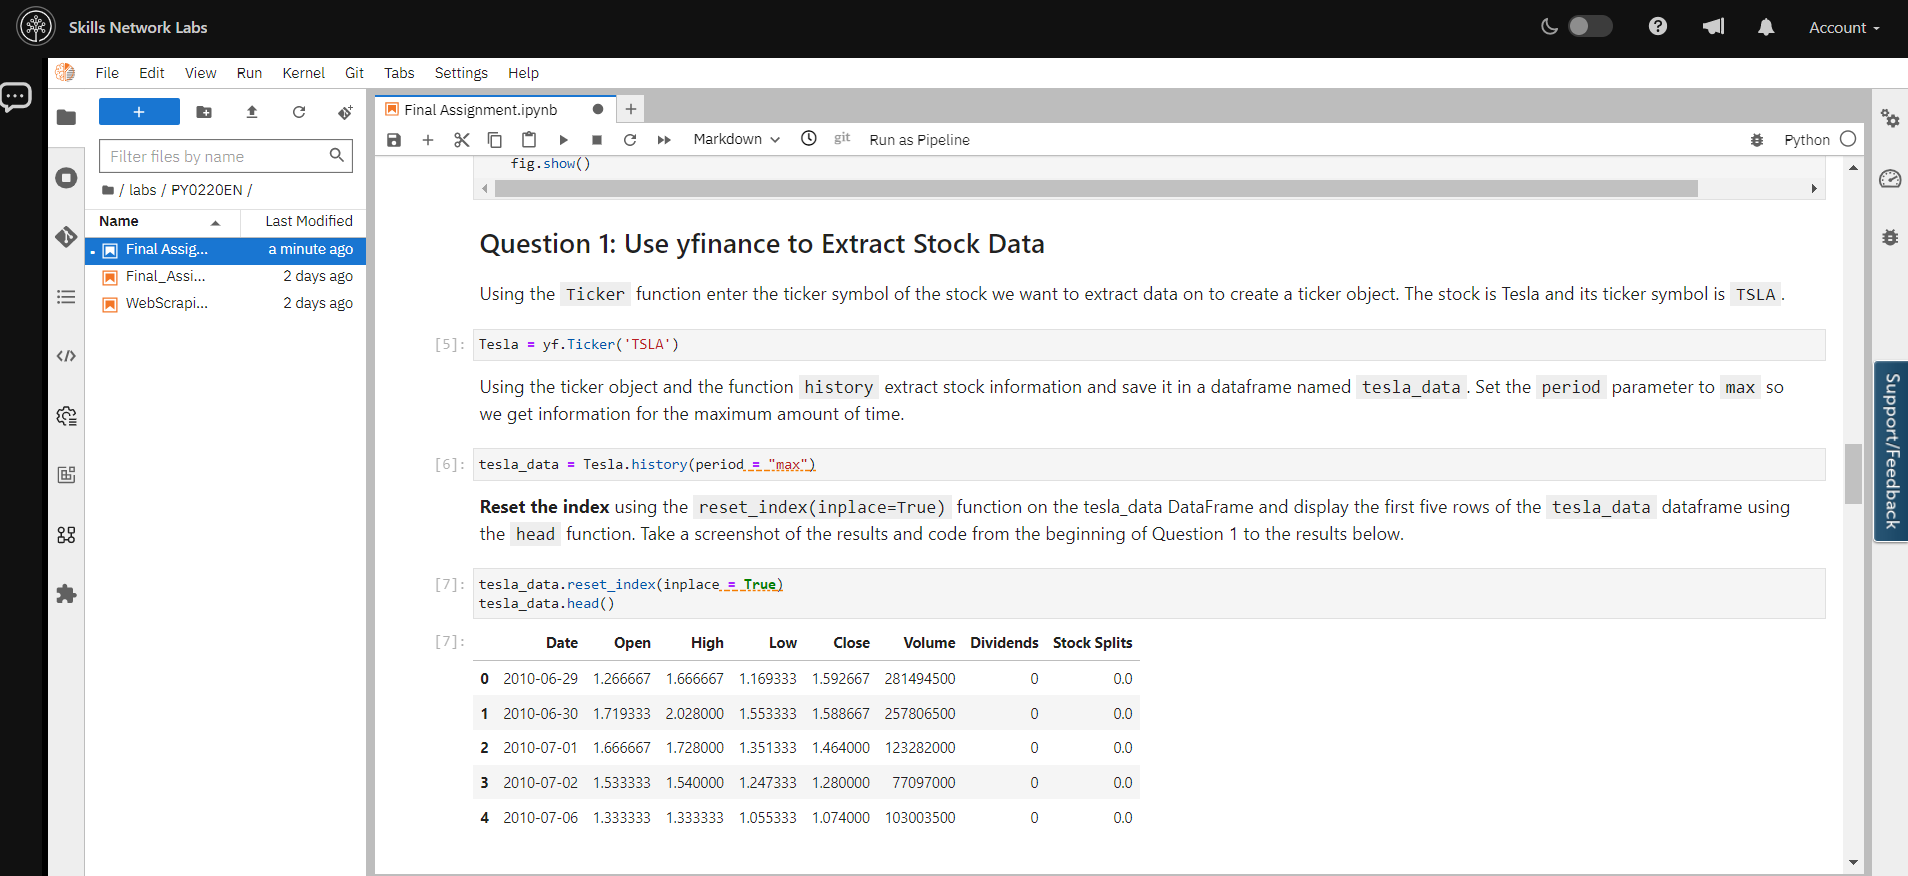 Skills Network Labs
Account
File Edit View Run Kernel Git Tabs Settings Help
+
Final Assignment.ipynb
+
Filter files by name
Markdown
git
Run as Pipeline
Python
/ labs / PY0220EN /
Name Last Modified
Final Assig... a minute ago
Final_Assi... 2 days ago
WebScrapi... 2 days ago
fig.show()
Question 1: Use yfinance to Extract Stock Data
Using the Ticker function enter the ticker symbol of the stock we want to extract data on to create a ticker object. The stock is Tesla and its ticker symbol is TSLA.
[5]: Tesla = yf.Ticker('TSLA')
Using the ticker object and the function history extract stock information and save it in a dataframe named tesla_data. Set the period parameter to max so
we get information for the maximum amount of time.
[6]: tesla_data = Tesla.history(period = "max")
Reset the index using the reset_index(inplace=True) function on the tesla_data DataFrame and display the first five rows of the tesla_data dataframe using
the head function. Take a screenshot of the results and code from the beginning of Question 1 to the results below.
[7]: tesla_data.reset_index(inplace = True)
tesla_data.head()
[7]: Date Open High Low Close Volume Dividends Stock Splits
0 2010-06-29 1.266667 1.666667 1.169333 1.592667 281494500 0 0.0
1 2010-06-30 1.719333 2.028000 1.553333 1.588667 257806500 0 0.0
2 2010-07-01 1.666667 1.728000 1.351333 1.464000 123282000 0 0.0
3 2010-07-02 1.533333 1.540000 1.247333 1.280000 77097000 0 0.0
4 2010-07-06 1.333333 1.333333 1.055333 1.074000 103003500 0 0.0
Support/Feedback